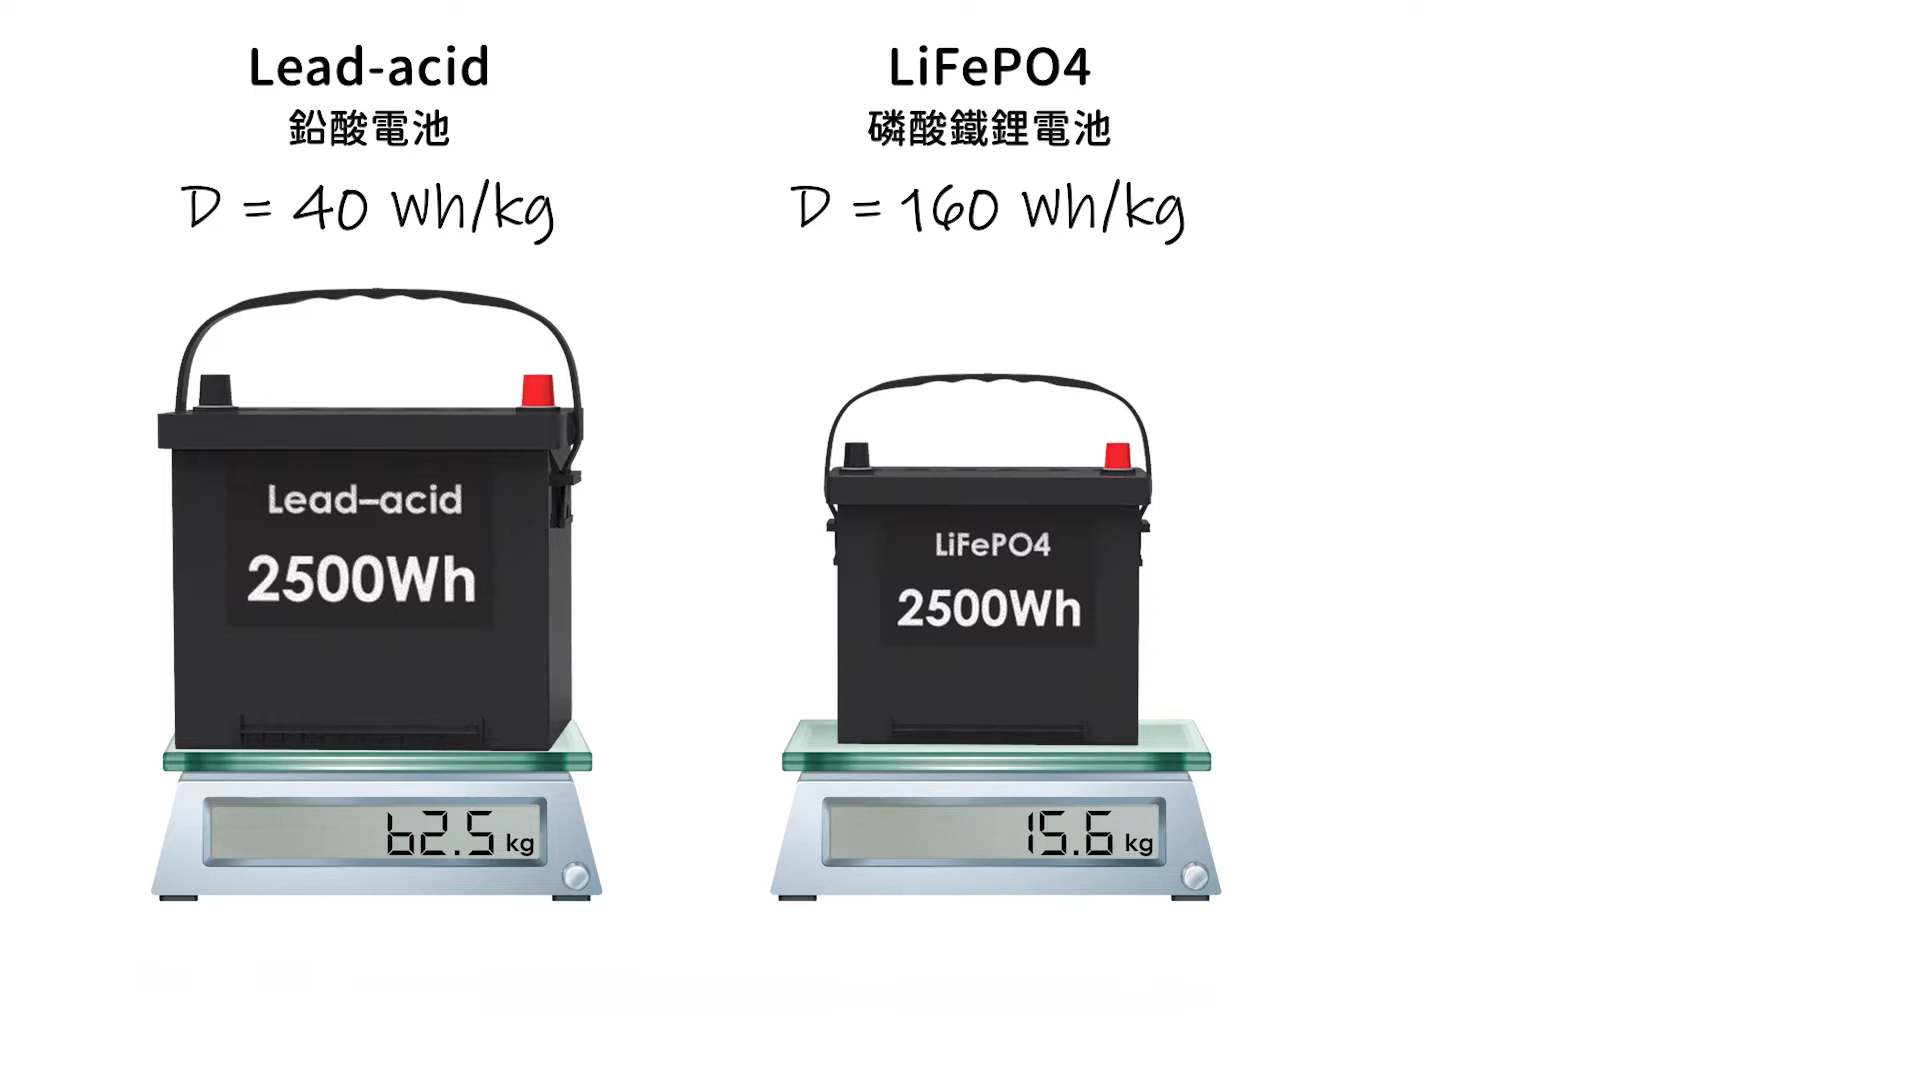 Lead-acid
鉛酸電池
D = 40 Wh/kg
Lead–acid
2500Wh
62.5 kg
LiFePO4
磷酸鐵鋰電池
D = 160 Wh/kg
LiFePO4
2500Wh
15.6 kg